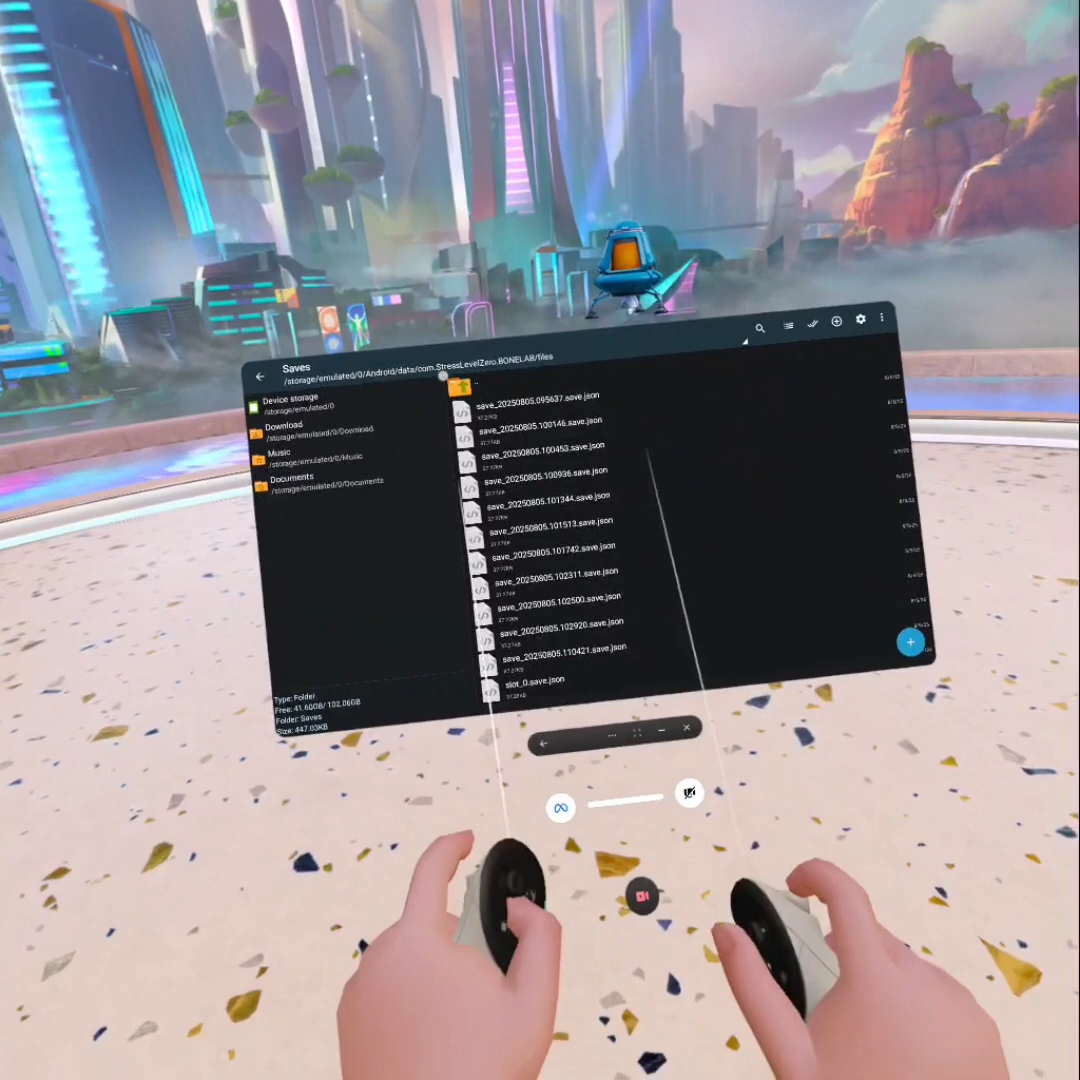 Saves
/storage/emulated/0/Android/data/com.StressLevelZero.BONELAB/files
Device storage
/storage/emulated/0
Download
/storage/emulated/0/Download
Music
/storage/emulated/0/Music
Documents
/storage/emulated/0/Documents
..
save_20250805.095637.save.json
save_20250805.100146.save.json
save_20250805.100453.save.json
save_20250805.100936.save.json
save_20250805.101344.save.json
save_20250805.101513.save.json
save_20250805.101742.save.json
save_20250805.102311.save.json
save_20250805.102500.save.json
save_20250805.102920.save.json
save_20250805.110421.save.json
slot_0.save.json
Type: Folder
Free: 41.60GB/ 102.06GB
Folder: Saves
Size: 447.03KB